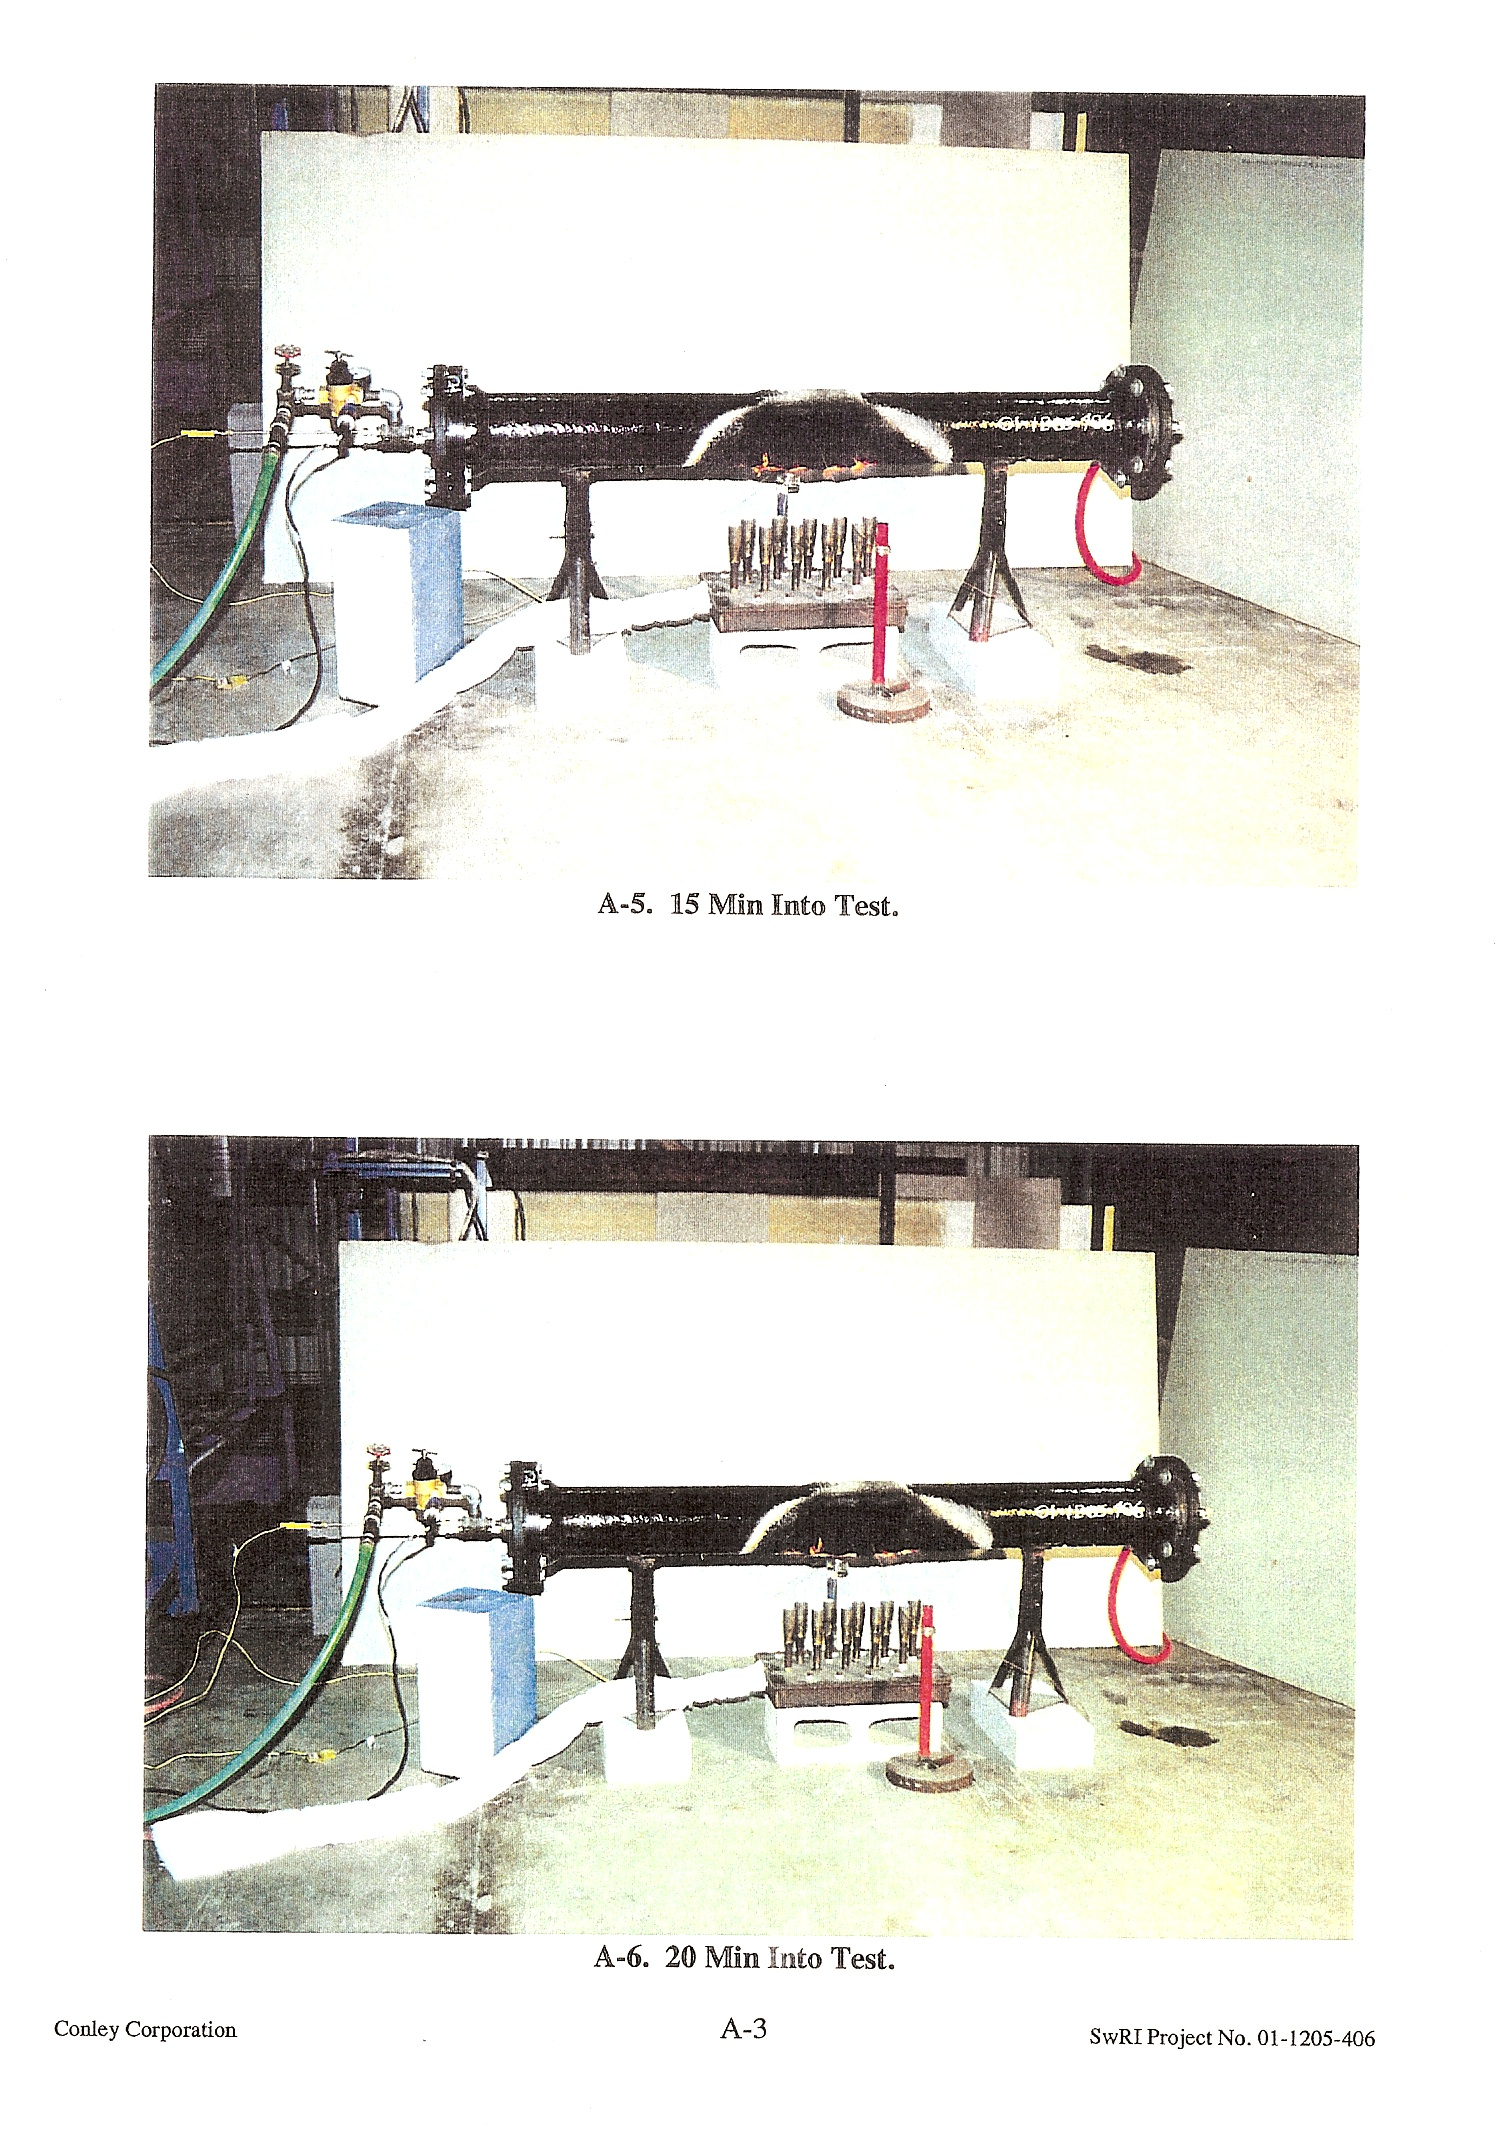 A-5. 15 Min Into Test.
A-6. 20 Min Into Test.
Conley Corporation
A-3
SwRI Project No. 01-1205-406